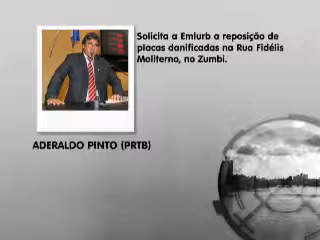 Solicita a Emlurb a reposição de
placas danificadas na Rua Fidélis
Moliterno, no Zumbi.
ADERALDO PINTO (PRTB)